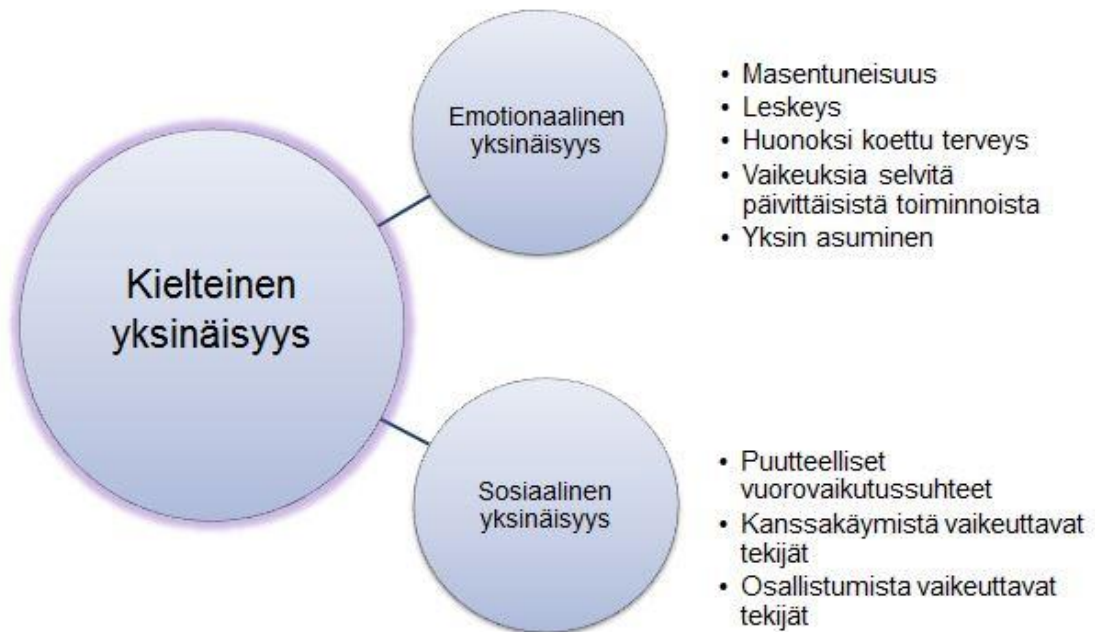 Kielteinen
yksinäisyys
Emotionaalinen
yksinäisyys
• Masentuneisuus
• Leskeys
• Huonoksi koettu terveys
• Vaikeuksia selvitä
päivittäisistä toiminnoista
• Yksin asuminen
Sosiaalinen
yksinäisyys
• Puutteelliset
vuorovaikutussuhteet
• Kanssakäymistä vaikeuttavat
tekijät
• Osallistumista vaikeuttavat
tekijät